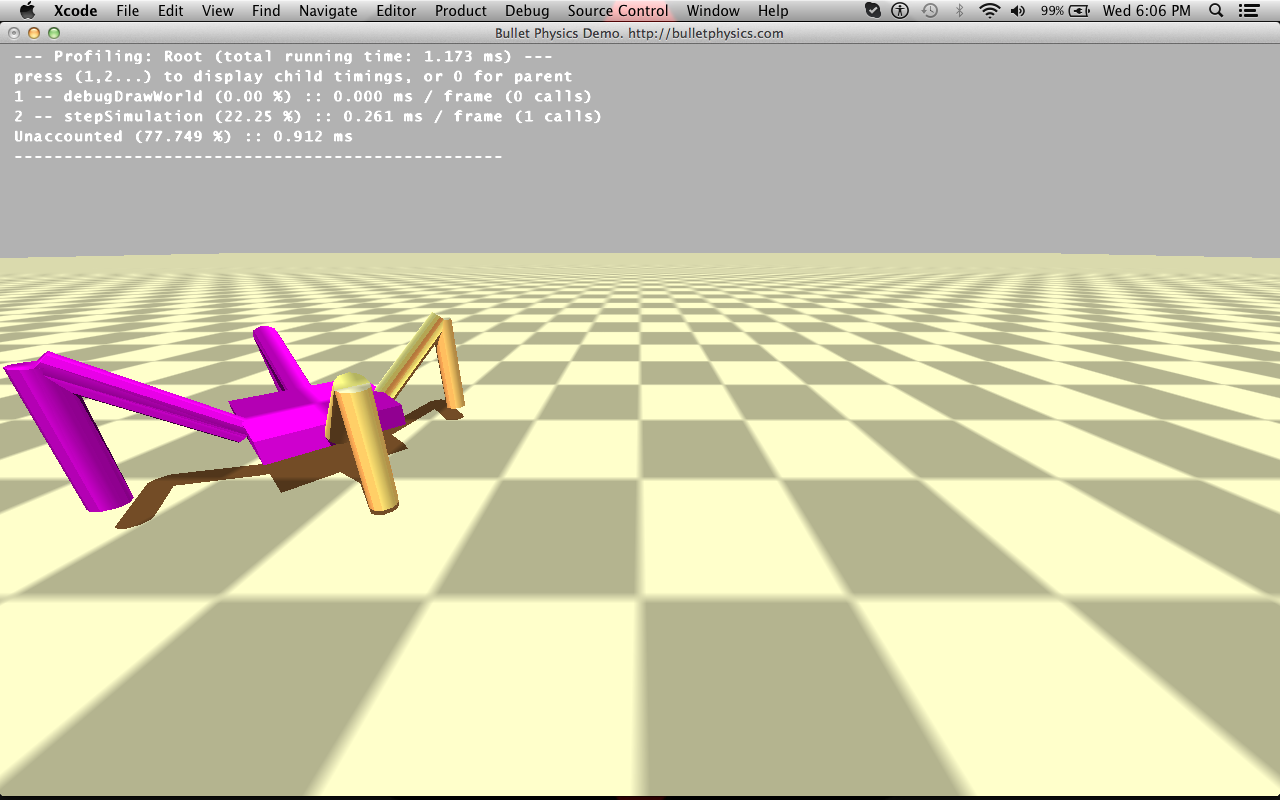 Xcode File Edit View Find Navigate Editor Product Debug Source Control Window Help 99% Wed 6:06 PM
Bullet Physics Demo. http://bulletphysics.com
--- Profiling: Root (total running time: 1.173 ms) ---
press (1,2...) to display child timings, or 0 for parent
1 -- debugDrawWorld (0.00 %) :: 0.000 ms / frame (0 calls)
2 -- stepSimulation (22.25 %) :: 0.261 ms / frame (1 calls)
Unaccounted (77.749 %) :: 0.912 ms
-------------------------------------------------